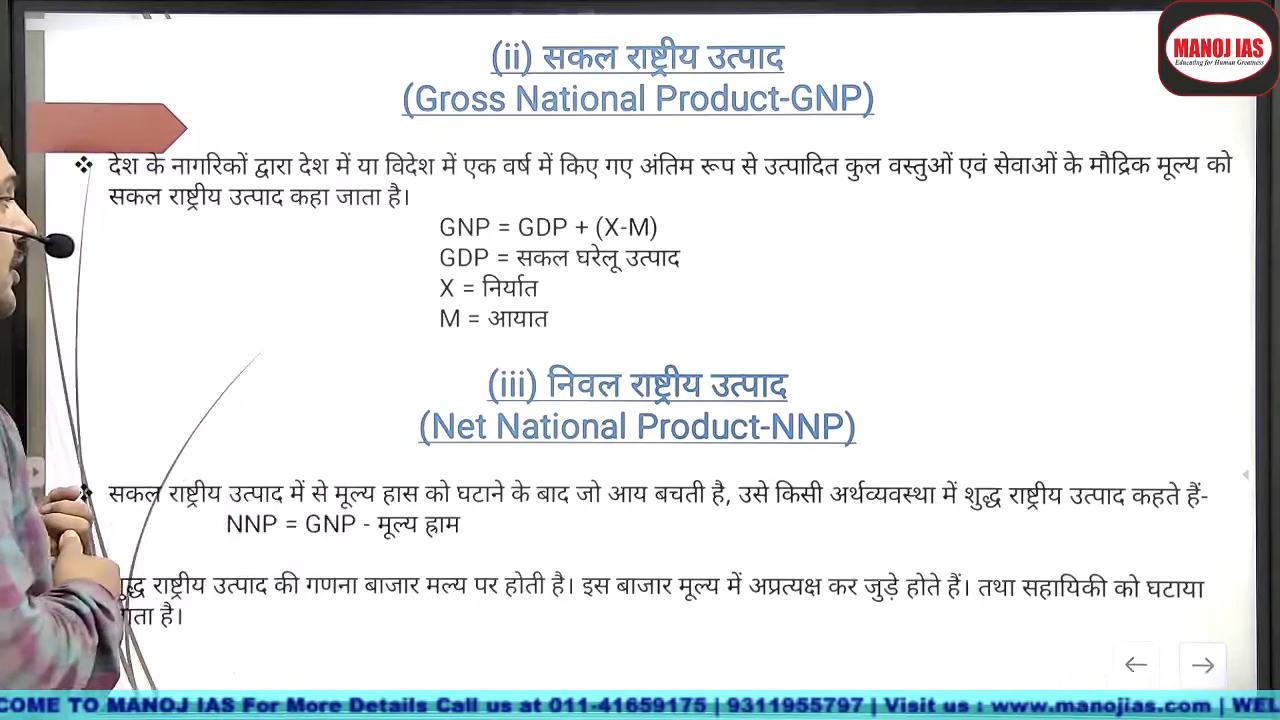 MANOJ IAS
Educating for Human Greatness
(ii) सकल राष्ट्रीय उत्पाद
(Gross National Product-GNP)
❖ देश के नागरिकों द्वारा देश में या विदेश में एक वर्ष में किए गए अंतिम रूप से उत्पादित कुल वस्तुओं एवं सेवाओं के मौद्रिक मूल्य को
सकल राष्ट्रीय उत्पाद कहा जाता है।
GNP = GDP + (X-M)
GDP = सकल घरेलू उत्पाद
X = निर्यात
M = आयात
(iii) निवल राष्ट्रीय उत्पाद
(Net National Product-NNP)
सकल राष्ट्रीय उत्पाद में से मूल्य हास को घटाने के बाद जो आय बचती है, उसे किसी अर्थव्यवस्था में शुद्ध राष्ट्रीय उत्पाद कहते हैं-
NNP = GNP - मूल्य ह्राम
राष्ट्रीय उत्पाद की गणना बाजार मल्य पर होती है। इस बाजार मूल्य में अप्रत्यक्ष कर जुड़े होते हैं। तथा सहायिकी को घटाया
है।
COME TO MANOJ IAS For More Details Call us at 011-41659175 | 9311955797 | Visit us : www.manojias.com | WEL